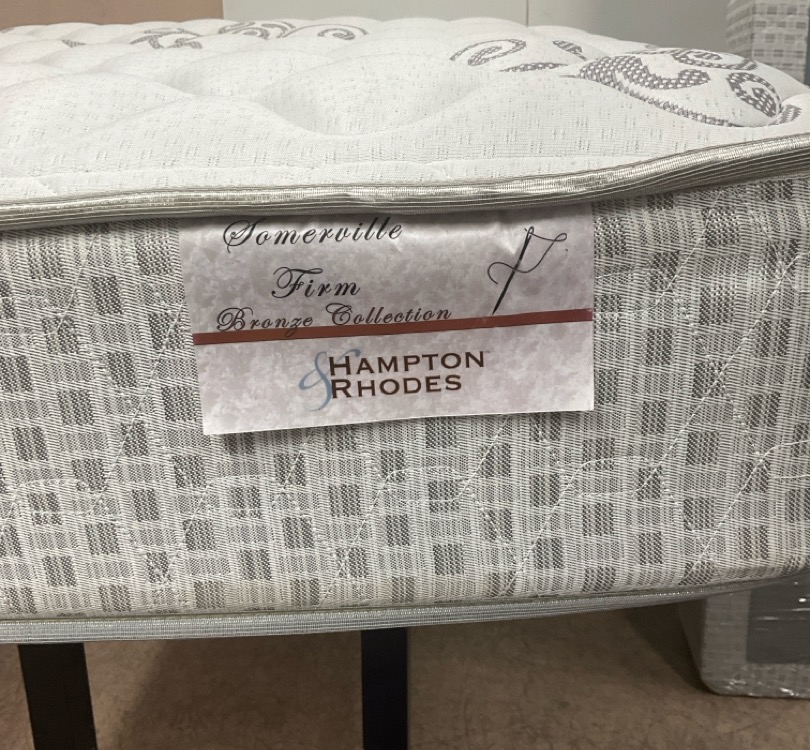 Somerville
Firm
Bronze Collection
& HAMPTON
RHODES